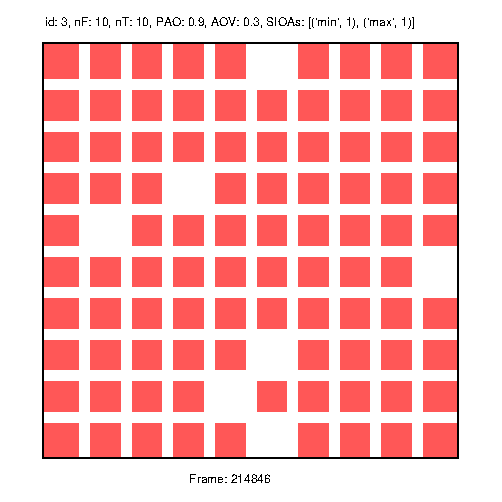 id: 3, nF: 10, nT: 10, PAO: 0.9, AOV: 0.3, SIOAs: [('min', 1), ('max', 1)]
Frame: 214846